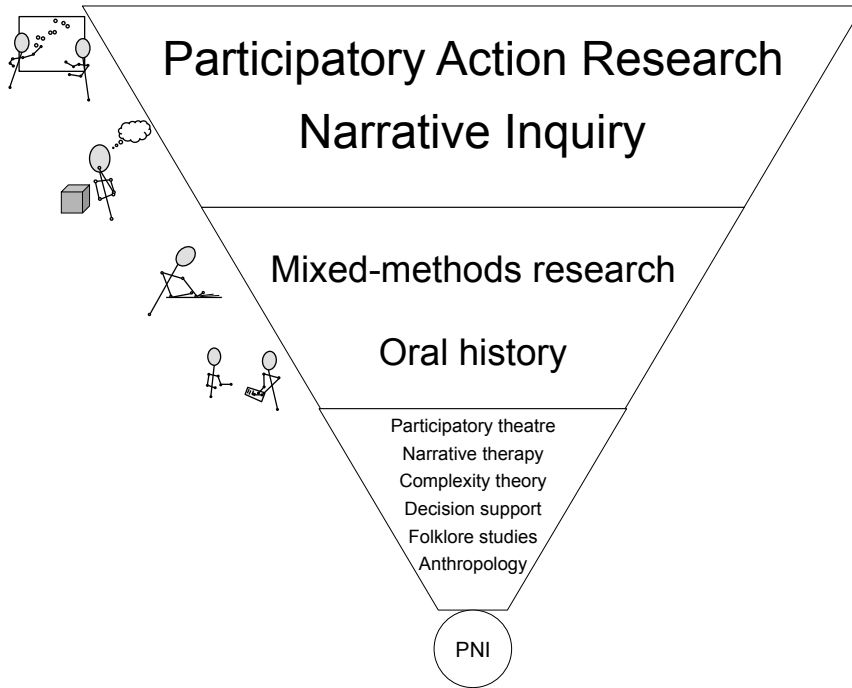 Participatory Action Research
Narrative Inquiry
Mixed-methods research
Oral history
Participatory theatre
Narrative therapy
Complexity theory
Decision support
Folklore studies
Anthropology
PNI